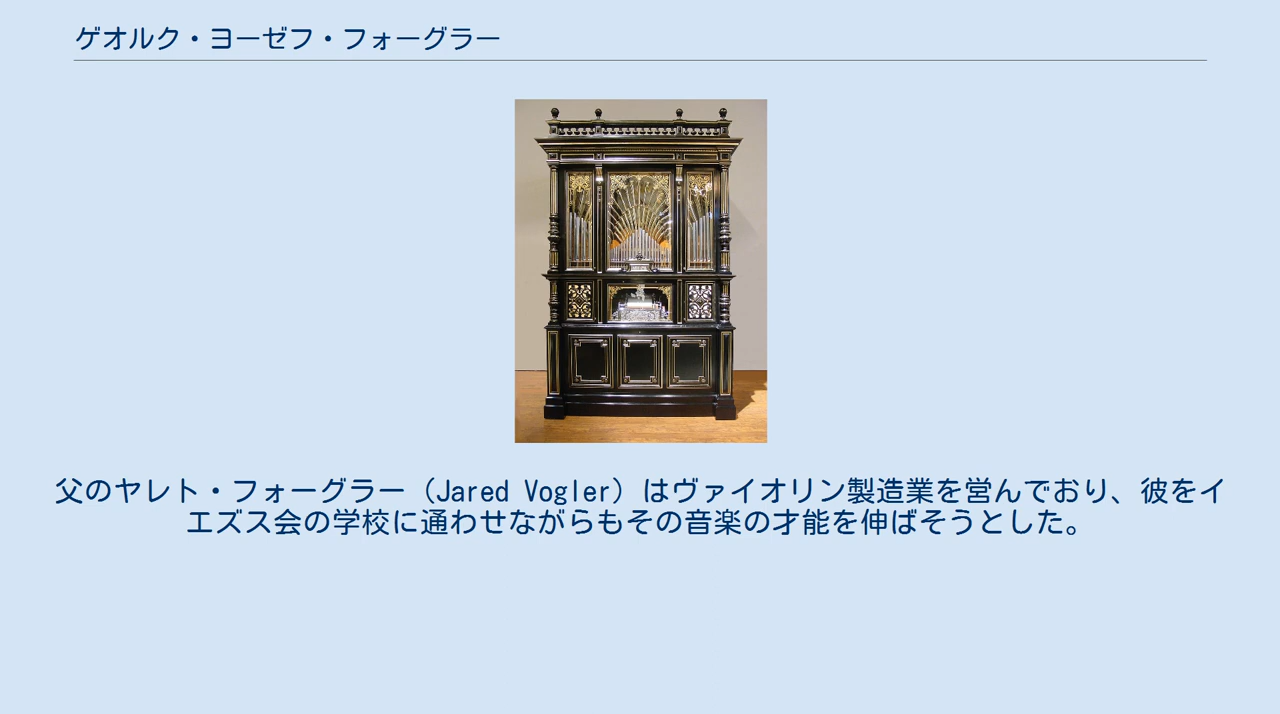 ゲオルク・ヨーゼフ・フォーグラー
父のヤレト・フォーグラー（Jared Vogler）はヴァイオリン製造業を営んでおり、彼をイ
エズス会の学校に通わせながらもその音楽の才能を伸ばそうとした。